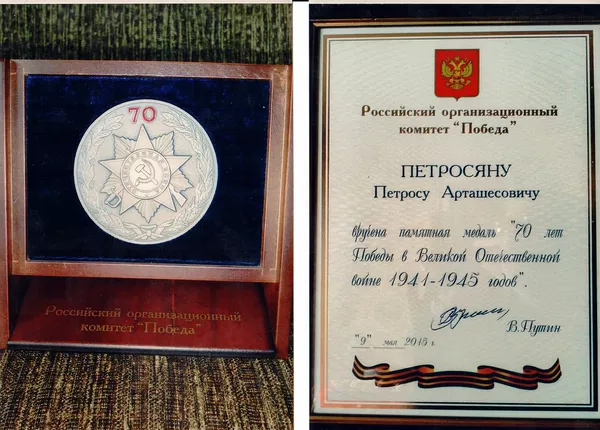 70
Российский организационный
комитет "Победа"
Российский организационный
комитет "Победа"
ПЕТРОСЯНУ
Петросу Арташесовичу
вручена памятная медаль "70 лет
Победы в Великой Отечественной
войне 1941-1945 годов".
В.Путин
"9" мая 2015 г.